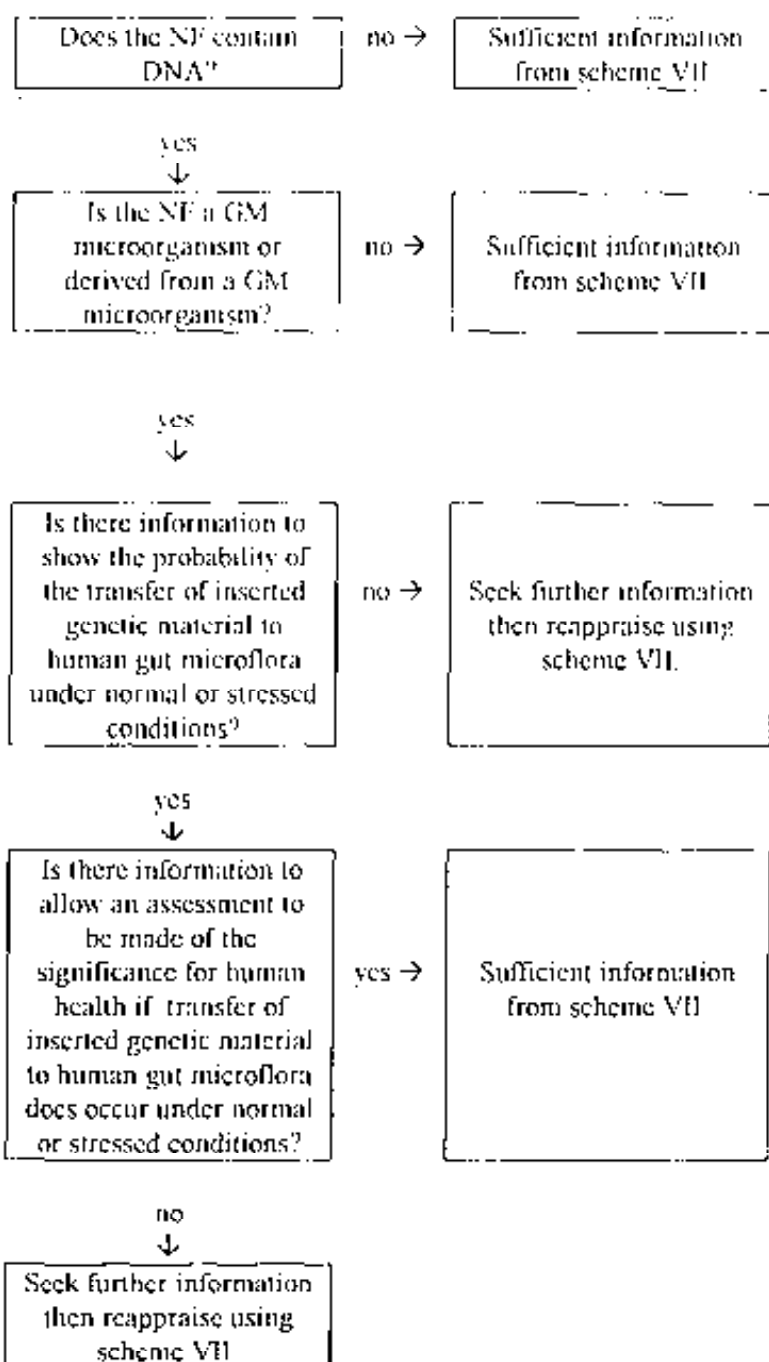 Does the NF contain
DNA?
no →
Sufficient information
from scheme VII
yes
↓
Is the NF a GM
microorganism or
derived from a GM
microorganism?
no →
Sufficient information
from scheme VII
yes
↓
Is there information to
show the probability of
the transfer of inserted
genetic material to
human gut microflora
under normal or stressed
conditions?
no →
Seek further information
then reappraise using
scheme VII.
yes
↓
Is there information to
allow an assessment to
be made of the
significance for human
health if transfer of
inserted genetic material
to human gut microflora
does occur under normal
or stressed conditions?
yes →
Sufficient information
from scheme VII
no
↓
Seek further information
then reappraise using
scheme VII